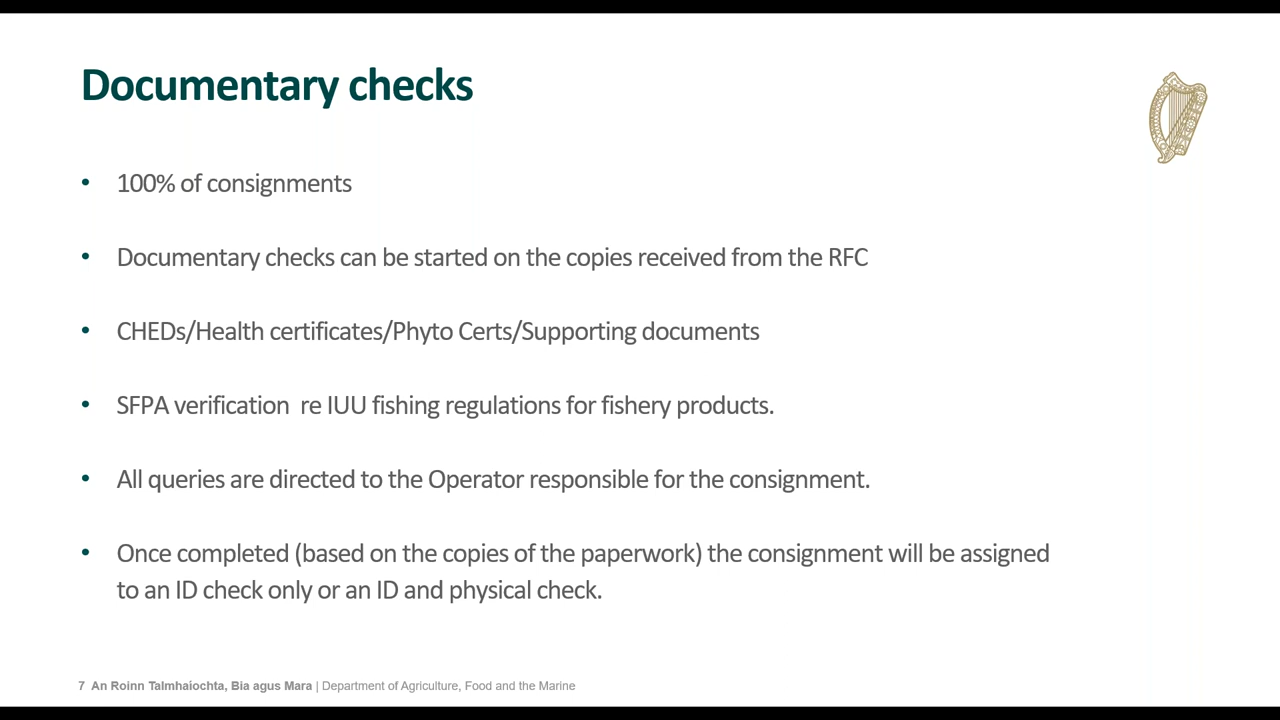 Documentary checks
• 100% of consignments
• Documentary checks can be started on the copies received from the RFC
• CHEDs/Health certificates/Phyto Certs/Supporting documents
• SFPA verification  re IUU fishing regulations for fishery products.
• All queries are directed to the Operator responsible for the consignment.
• Once completed (based on the copies of the paperwork) the consignment will be assigned
to an ID check only or an ID and physical check.
7 An Roinn Talmhaíochta, Bia agus Mara | Department of Agriculture, Food and the Marine